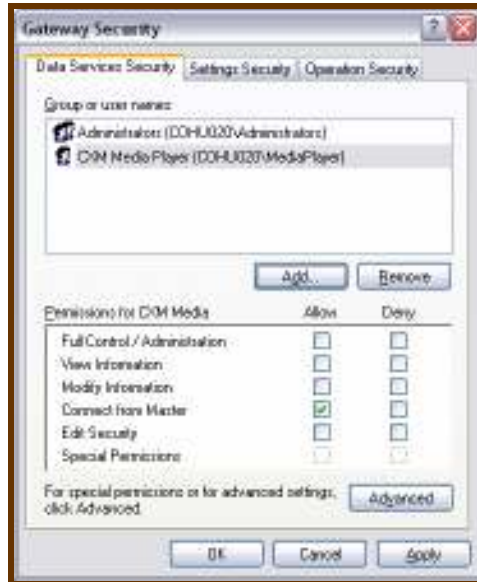 Gateway Security
Data Services Security Settings Security Operation Security
Group or user names:
Administrators (COHU020\Administrators)
CXM Media Player (COHU020\MediaPlayer)
Add... Remove
Permissions for CXM Media Allow Deny
Full Control / Administration
View Information
Modify Information
Connect from Master
Edit Security
Special Permissions
For special permissions or for advanced settings,
click Advanced. Advanced
OK Cancel Apply